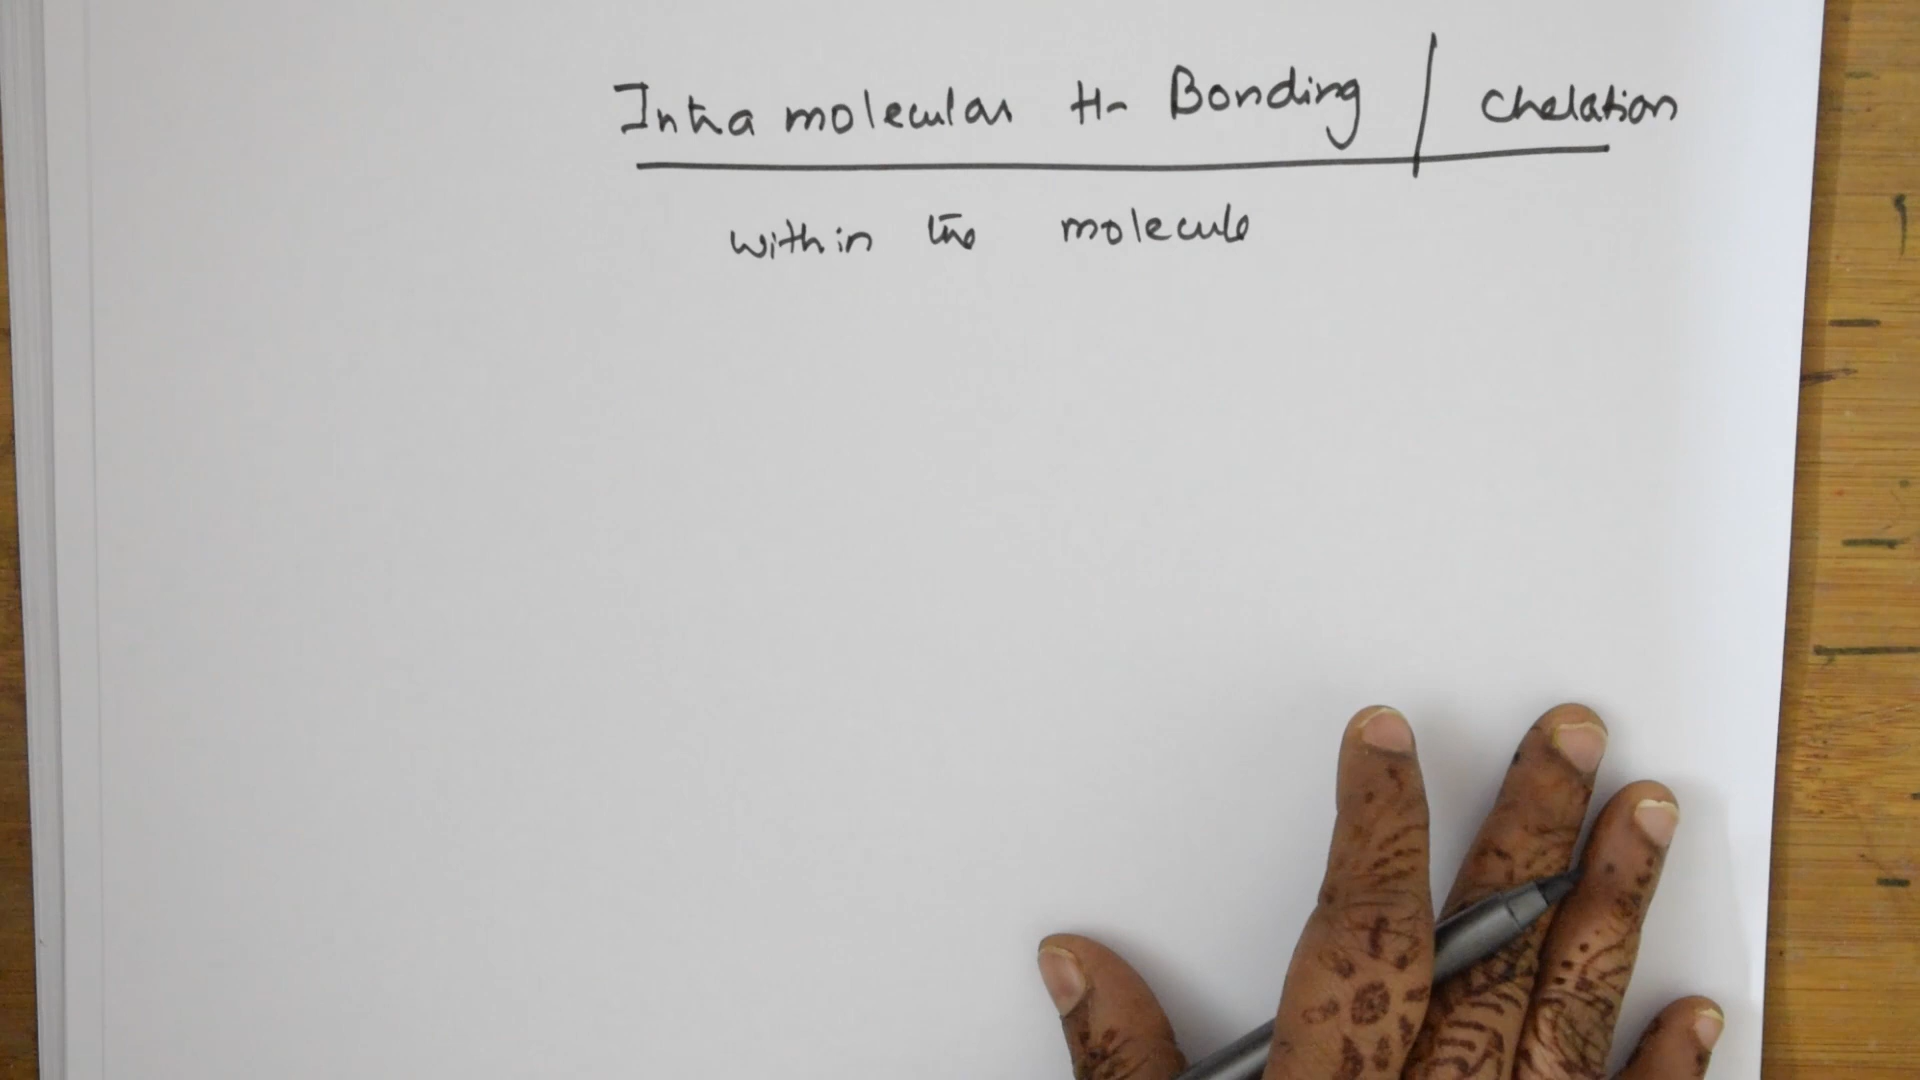 Intra molecular H- Bonding / chelation
within the molecule